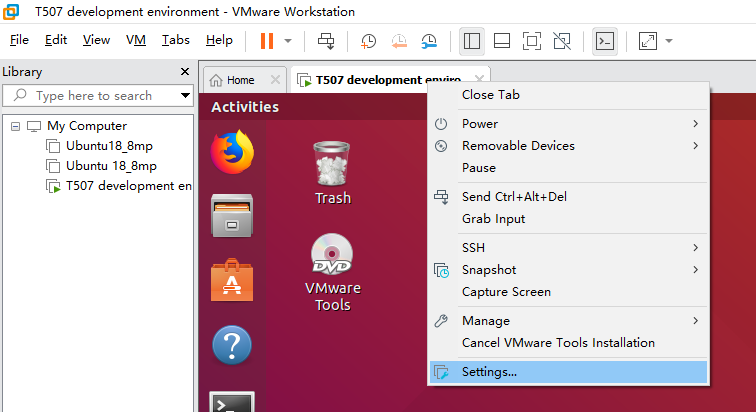 T507 development environment - VMware Workstation
File Edit View VM Tabs Help
Library
Type here to search
My Computer
Ubuntu18_8mp
Ubuntu 18_8mp
T507 development en
Home
T507 development enviro
Activities
Trash
DVD
VMware
Tools
Close Tab
Power
Removable Devices
Pause
Send Ctrl+Alt+Del
Grab Input
SSH
Snapshot
Capture Screen
Manage
Cancel VMware Tools Installation
Settings...